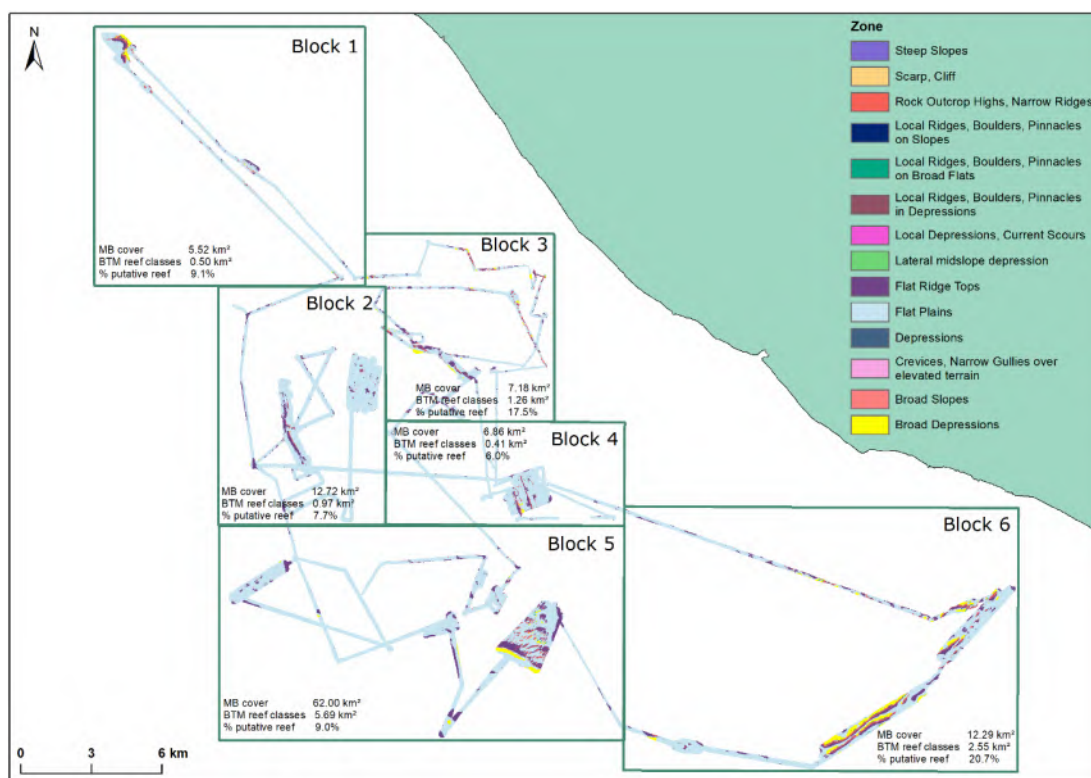 N
Block 1
MB cover 5.52 km²
BTM reef classes 0.50 km²
% putative reef 9.1%
Block 3
MB cover 7.18 km²
BTM reef classes 1.26 km²
% putative reef 17.5%
Block 2
MB cover 12.72 km²
BTM reef classes 0.97 km²
% putative reef 7.7%
MB cover 6.86 km²
BTM reef classes 0.41 km²
% putative reef 6.0%
Block 4
Block 5
MB cover 62.00 km²
BTM reef classes 5.69 km²
% putative reef 9.0%
Block 6
MB cover 12.29 km²
BTM reef classes 2.55 km²
% putative reef 20.7%
Zone
Steep Slopes
Scarp, Cliff
Rock Outcrop Highs, Narrow Ridges
Local Ridges, Boulders, Pinnacles
on Slopes
Local Ridges, Boulders, Pinnacles
on Broad Flats
Local Ridges, Boulders, Pinnacles
in Depressions
Local Depressions, Current Scours
Lateral midslope depression
Flat Ridge Tops
Flat Plains
Depressions
Crevices, Narrow Gullies over
elevated terrain
Broad Slopes
Broad Depressions
0 3 6 km